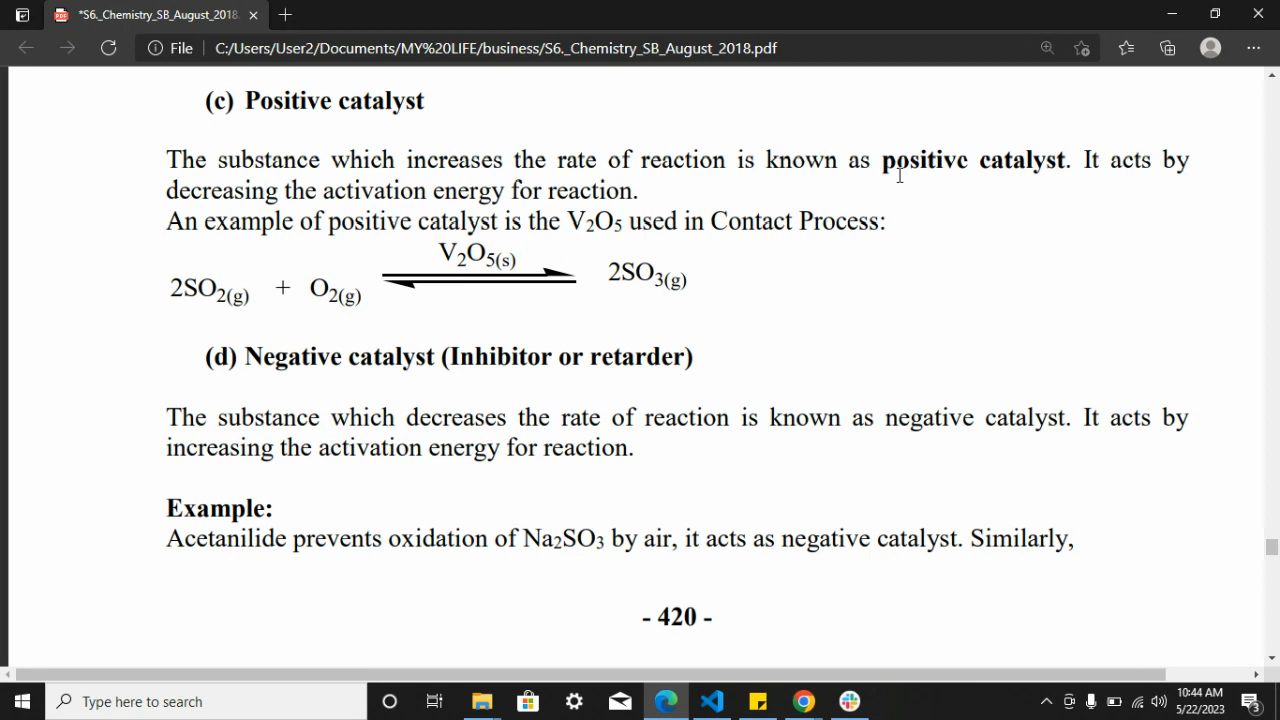 *S6._Chemistry_SB_August_2018.
File
C:/Users/User2/Documents/MY%20LIFE/business/S6._Chemistry_SB_August_2018.pdf
(c) Positive catalyst
The substance which increases the rate of reaction is known as positive catalyst. It acts by
decreasing the activation energy for reaction.
An example of positive catalyst is the V₂O₅ used in Contact Process:
V₂O₅(s)
2SO₂(g) + O₂(g) ⇌ 2SO₃(g)
(d) Negative catalyst (Inhibitor or retarder)
The substance which decreases the rate of reaction is known as negative catalyst. It acts by
increasing the activation energy for reaction.
Example:
Acetanilide prevents oxidation of Na₂SO₃ by air, it acts as negative catalyst. Similarly,
- 420 -
Type here to search
10:44 AM
5/22/2023
3